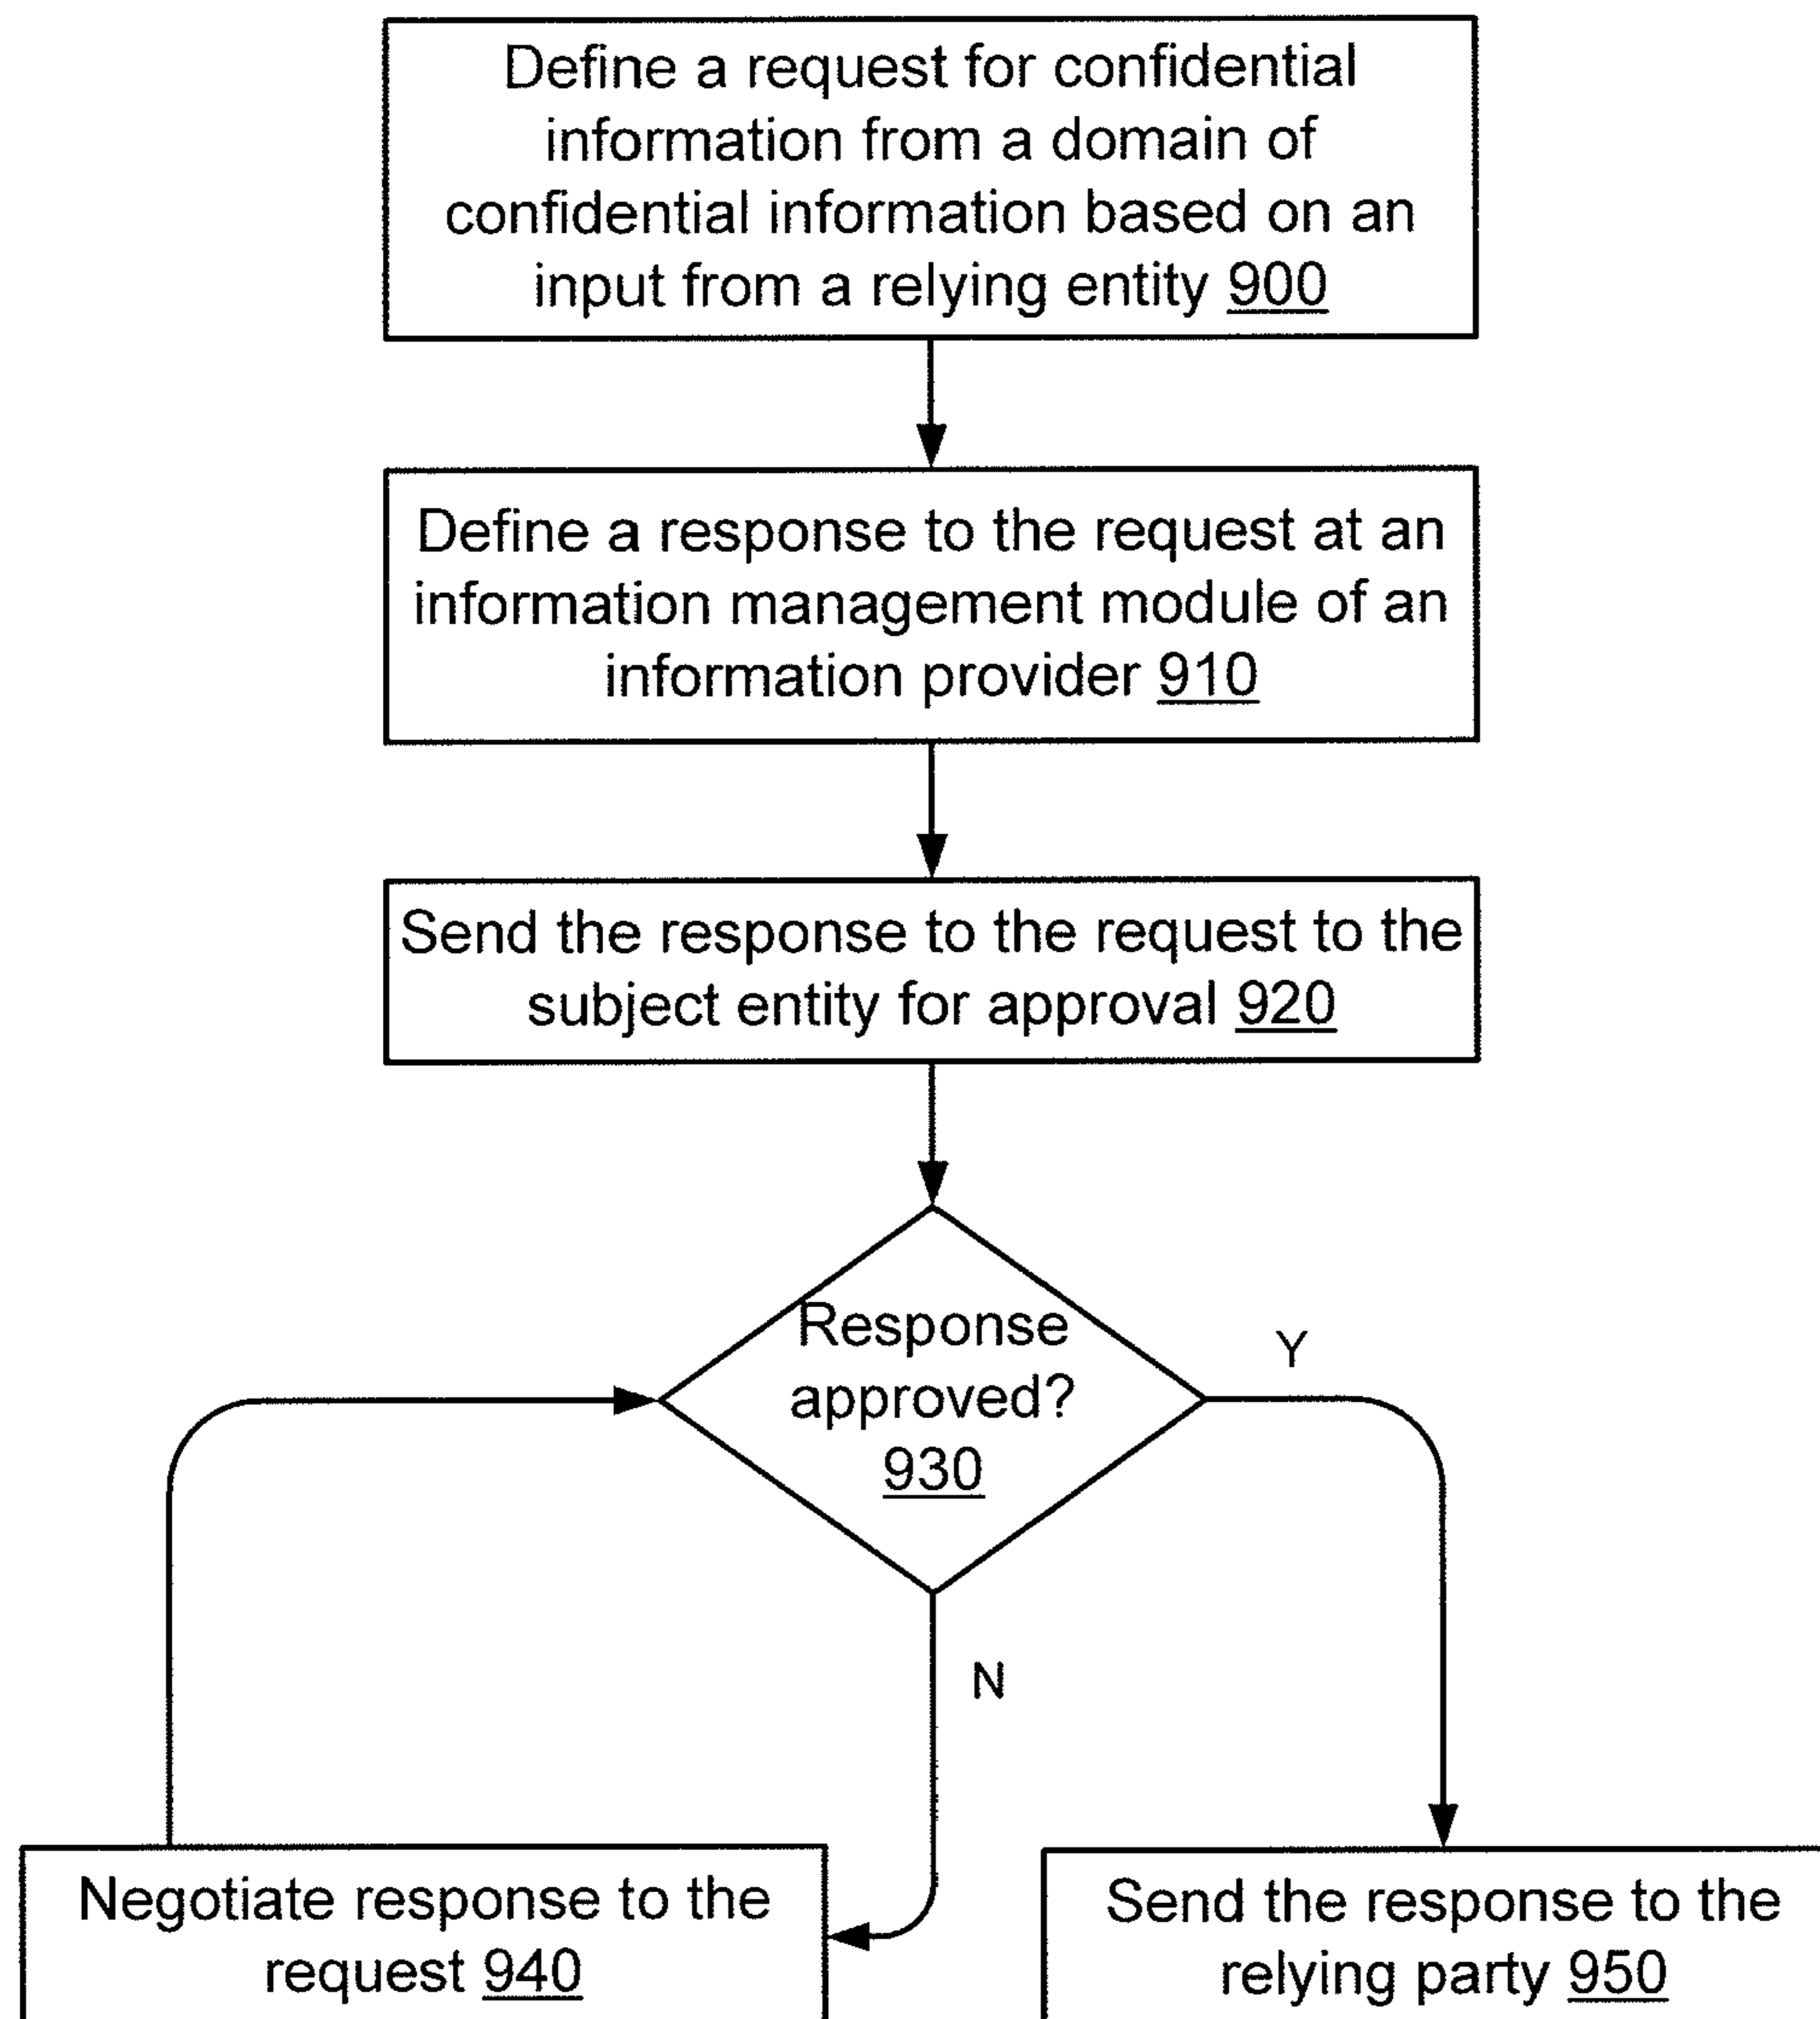 Define a request for confidential
information from a domain of
confidential information based on an
input from a relying entity 900
Define a response to the request at an
information management module of an
information provider 910
Send the response to the request to the
subject entity for approval 920
Response
approved?
930
Y
N
Negotiate response to the
request 940
Send the response to the
relying party 950